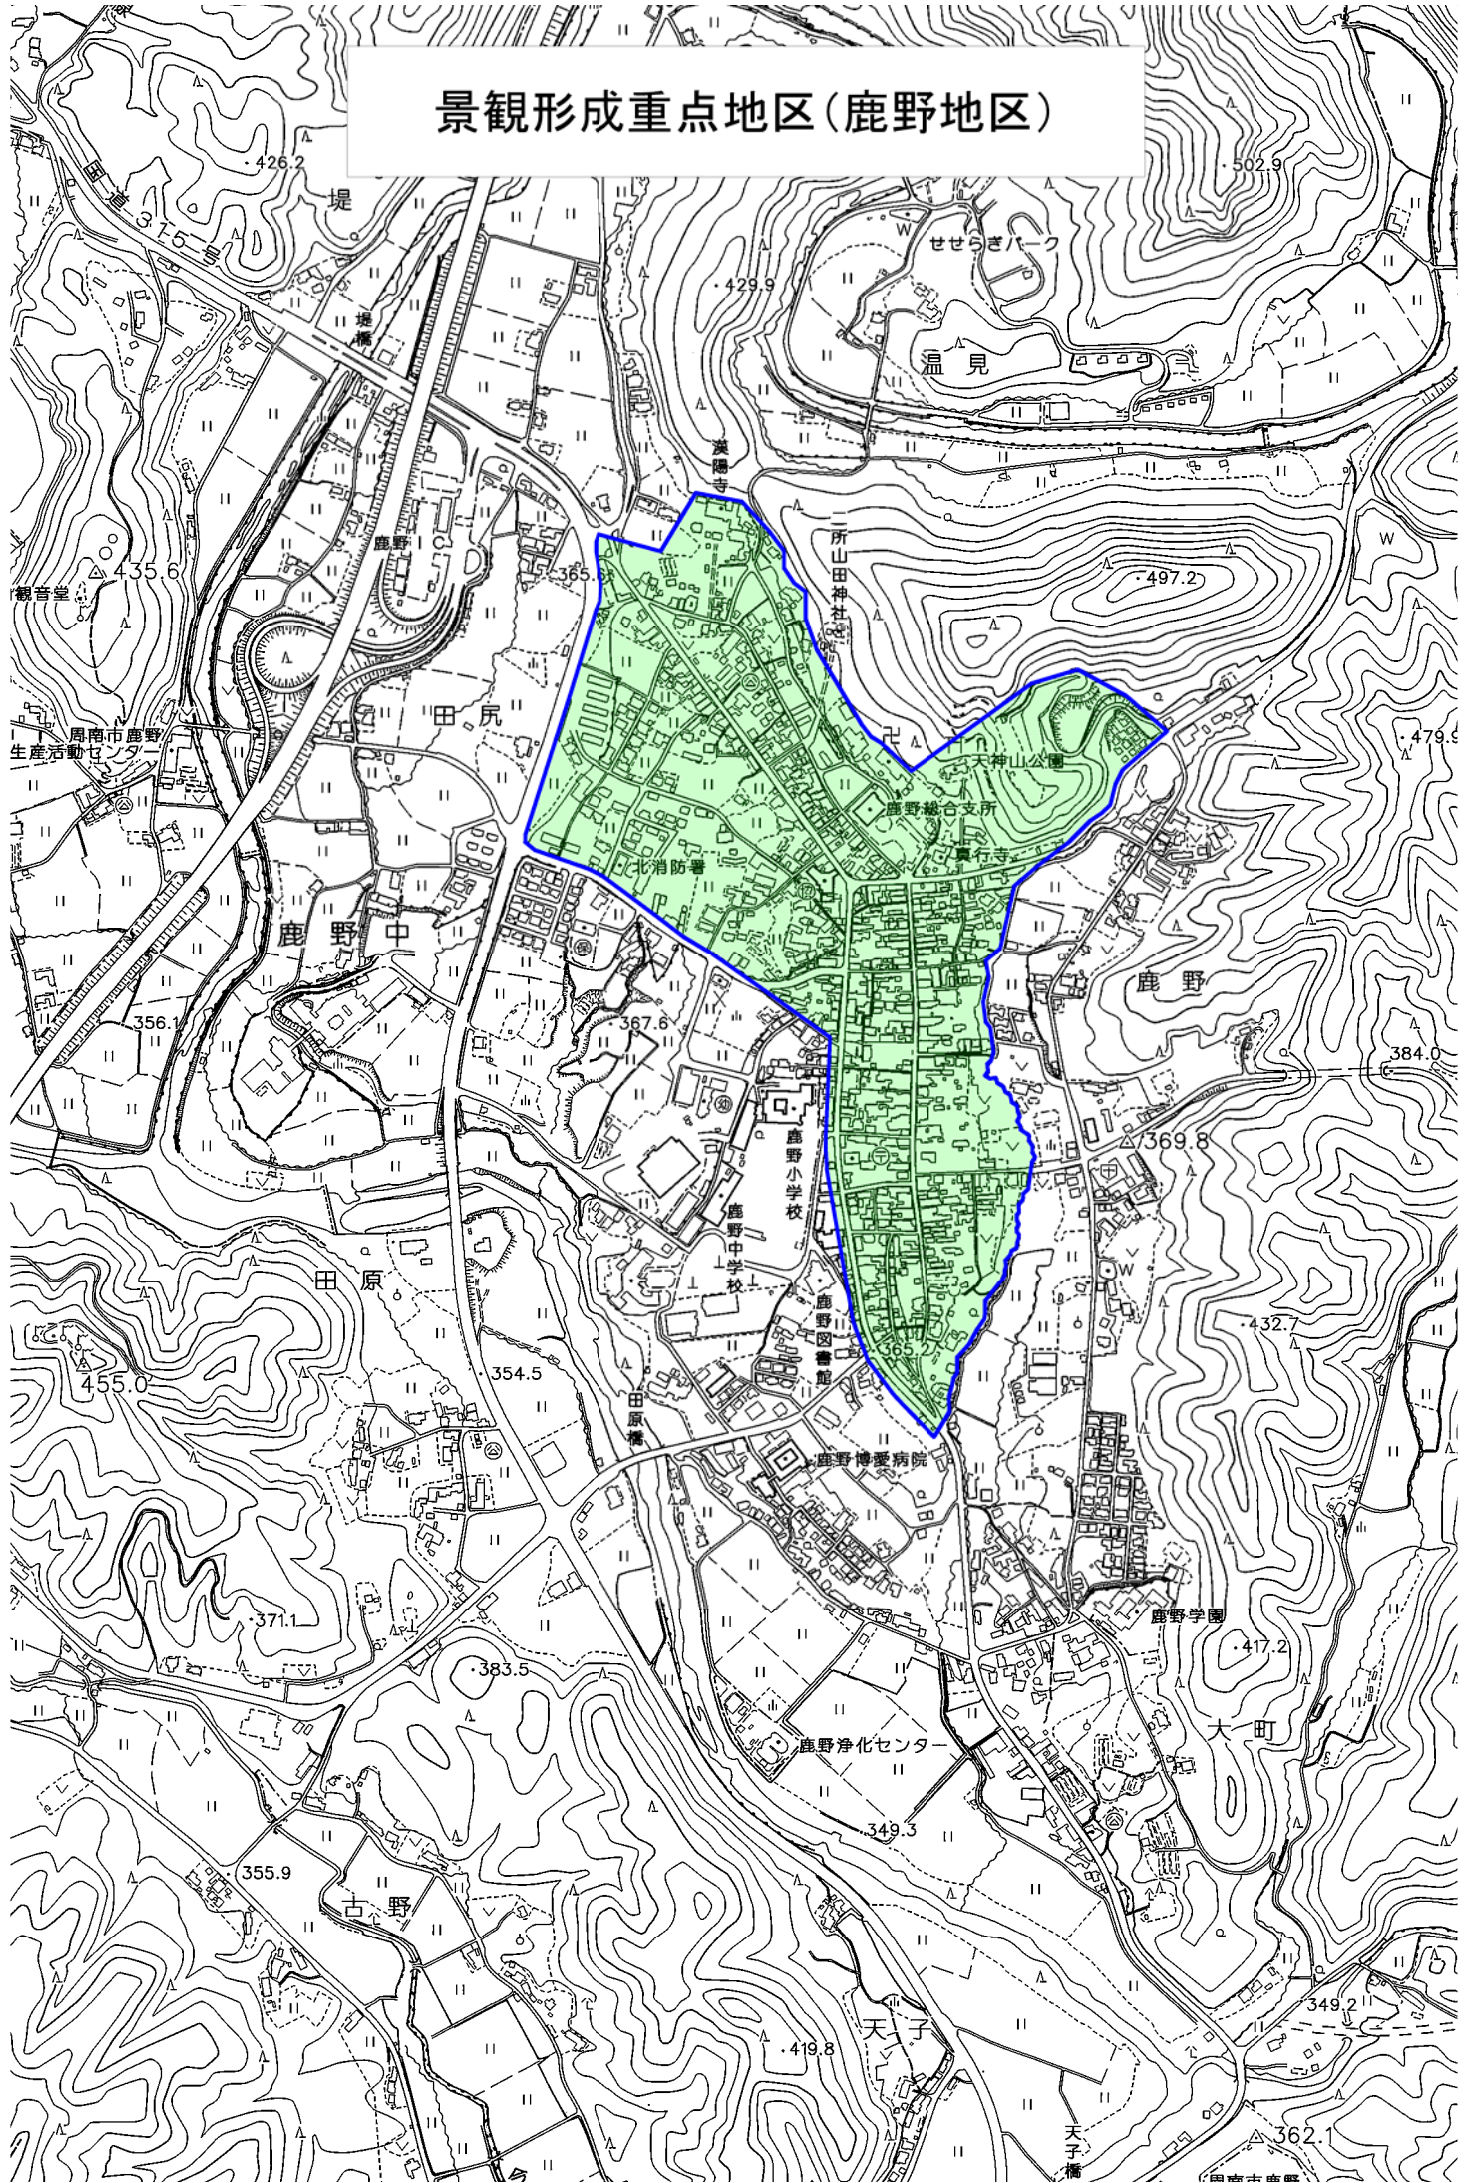 景観形成重点地区（鹿野地区）
国道315号
426.2
堤
502.9
せせらぎパーク
429.9
堤橋
温見
漢陽寺
二所山田神社
鹿野
365.6
435.6
観音堂
497.2
田尻
周南市鹿野
生産活動センター
479.9
天神山公園
鹿野総合支所
真行寺
北消防署
鹿野中
鹿野
356.1
367.6
384.0
369.8
鹿野小学校
鹿野中学校
田原
鹿野図書館
432.7
455.0
354.5
田原橋
鹿野博愛病院
371.1
鹿野学園
417.2
383.5
大町
鹿野浄化センター
349.3
355.9
古野
349.2
天子
419.8
天子橋
362.1
周南市鹿野